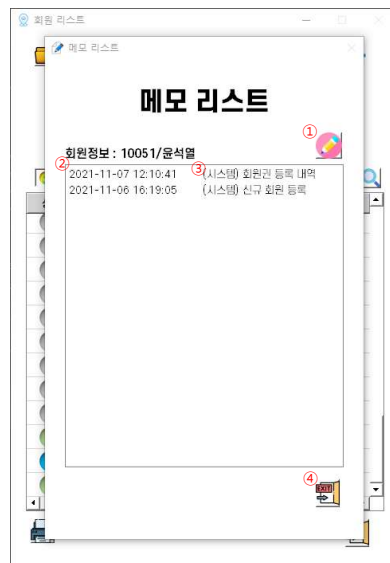 회원 리스트
메모 리스트
메모 리스트
①
회원정보 : 10051/윤석열
② ③
2021-11-07 12:10:41 (시스템) 회원권 등록 내역
2021-11-06 16:19:05 (시스템) 신규 회원 등록
④
EXIT